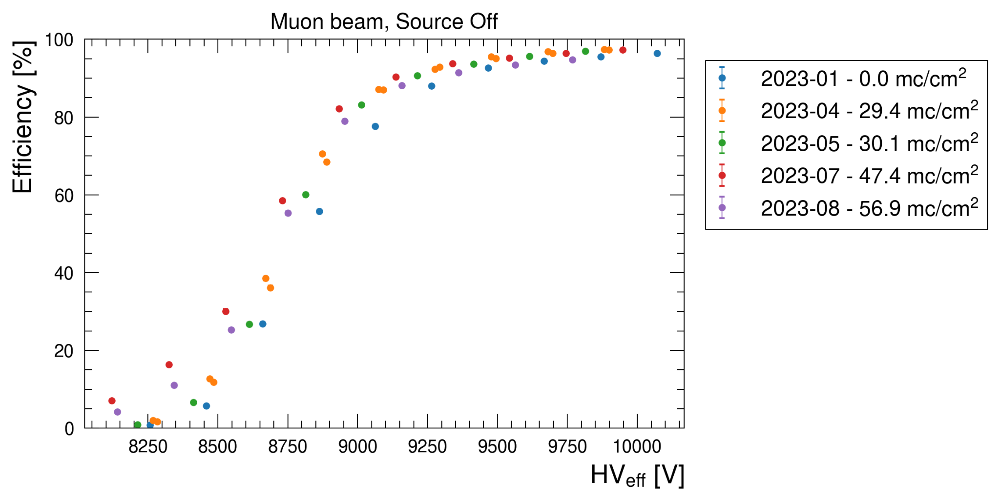 Muon beam, Source Off
Efficiency [%]
100
80
60
40
20
0
8250 8500 8750 9000 9250 9500 9750 10000
HV_eff [V]
2023-01 - 0.0 mc/cm²
2023-04 - 29.4 mc/cm²
2023-05 - 30.1 mc/cm²
2023-07 - 47.4 mc/cm²
2023-08 - 56.9 mc/cm²